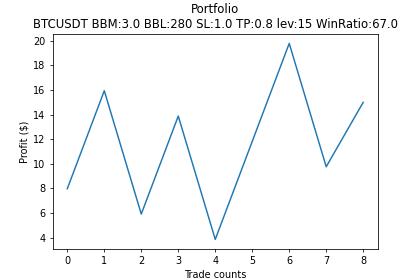 Portfolio
BTCUSDT BBM:3.0 BBL:280 SL:1.0 TP:0.8 lev:15 WinRatio:67.0
20
18
16
14
12
10
8
6
4
Profit ($)
0 1 2 3 4 5 6 7 8
Trade counts